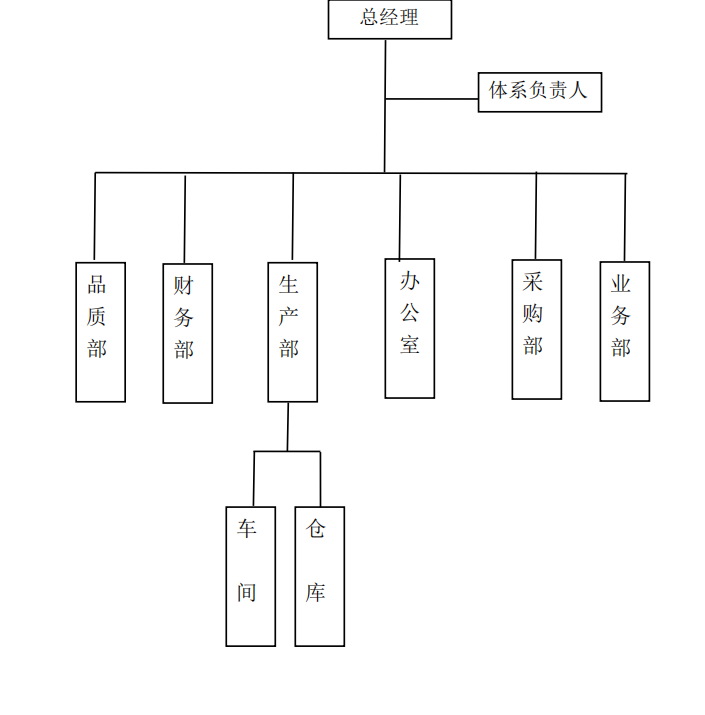 总经理
体系负责人
品质部
财务部
生产部
办公室
采购部
业务部
车间
仓库